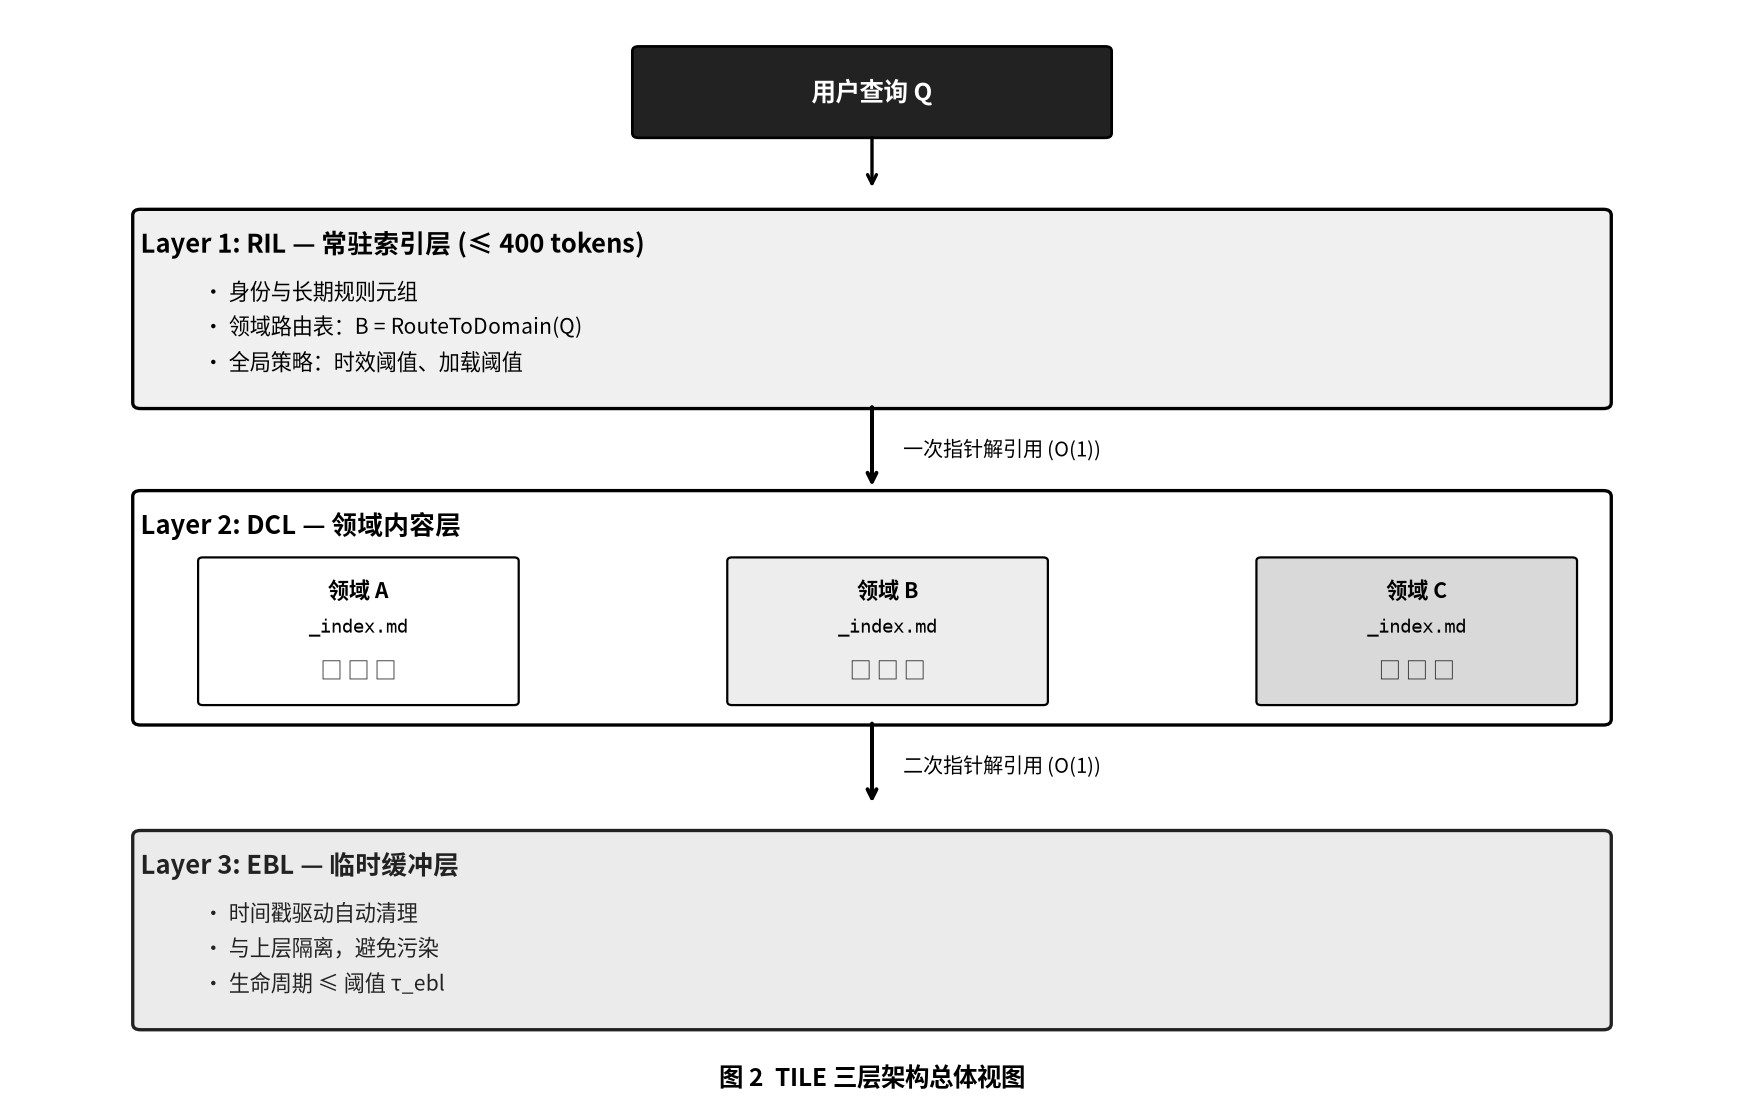 用户查询 Q
Layer 1: RIL — 常驻索引层 (≤ 400 tokens)
· 身份与长期规则元组
· 领域路由表：B = RouteToDomain(Q)
· 全局策略：时效阈值、加载阈值
一次指针解引用 (O(1))
Layer 2: DCL — 领域内容层
领域 A
_index.md
□ □ □
领域 B
_index.md
□ □ □
领域 C
_index.md
□ □ □
二次指针解引用 (O(1))
Layer 3: EBL — 临时缓冲层
· 时间戳驱动自动清理
· 与上层隔离，避免污染
· 生命周期 ≤ 阈值 τ_ebl
图 2  TILE 三层架构总体视图